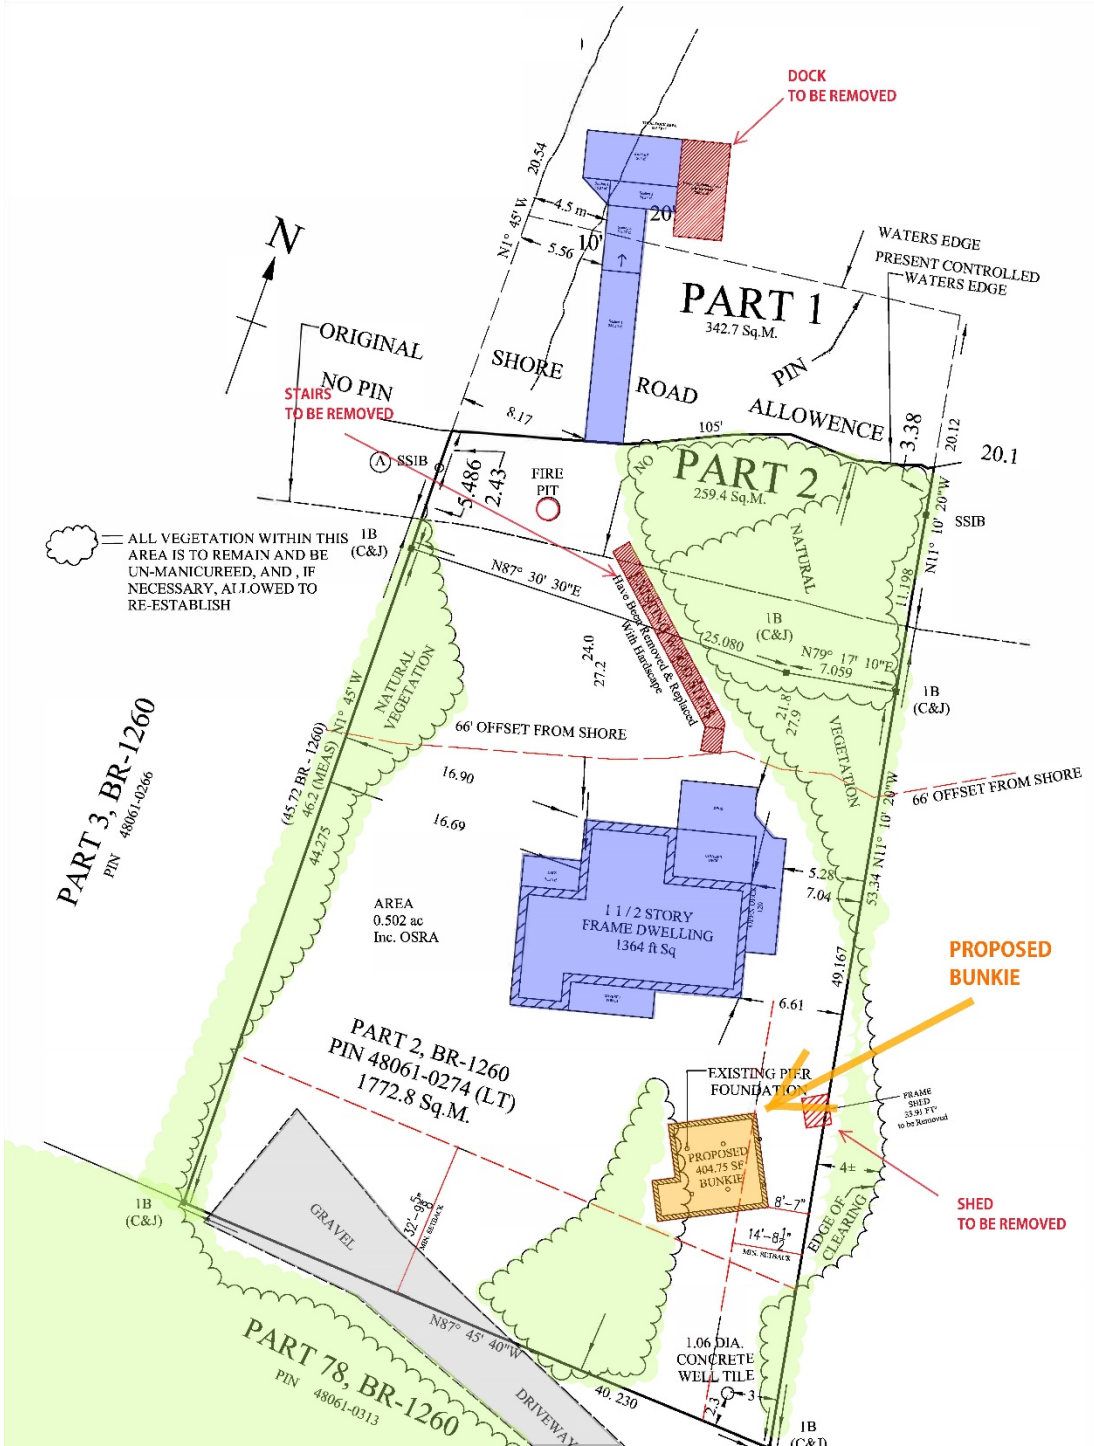 DOCK
TO BE REMOVED
20.54
N1° 45' W
4.5 m
20'
10'
5.56
N
WATERS EDGE
PRESENT CONTROLLED
WATERS EDGE
PART 1
342.7 Sq.M.
PIN
ORIGINAL
SHORE
ROAD
ALLOWENCE
NO PIN
STAIRS
TO BE REMOVED
8.17
105'
3.38
20.12
20.1
A
SSIB
5.486
2.43
FIRE
PIT
NO
PART 2
259.4 Sq.M.
NATURAL
N11° 10' 20"W
SSIB
11.198
ALL VEGETATION WITHIN THIS
AREA IS TO REMAIN AND BE
UN-MANICUREED, AND , IF
NECESSARY, ALLOWED TO
RE-ESTABLISH
1B
(C&J)
N87° 30' 30"E
EXISTING WOOD STEPS
Have Been Removed & Replaced
With Hardscape
25.080
1B
(C&J)
N79° 17' 10"E
7.059
1B
(C&J)
24.0
27.2
21.8
27.9
NATURAL
VEGETATION
VEGETATION
66' OFFSET FROM SHORE
66' OFFSET FROM SHORE
PART 3, BR-1260
PIN 48061-0266
(45.72 BR - 1260)
46.2 (MEAS) N1° 45' W
44.275
16.90
16.69
53.34 N11° 10' 20"W
5.28
7.04
AREA
0.502 ac
Inc. OSRA
1 1 / 2 STORY
FRAME DWELLING
1364 ft Sq
49.167
PROPOSED
BUNKIE
6.61
PART 2, BR-1260
PIN 48061-0274 (LT)
1772.8 Sq.M.
EXISTING PIER
FOUNDATION
FRAME
SHED
33.91 FT²
to be Removed
PROPOSED
404.75 SF
BUNKIE
4±
8'-7"
14'-8½"
MIN. SETBACK
EDGE OF
CLEARING
SHED
TO BE REMOVED
1B
(C&J)
GRAVEL
MIN. SETBACK
N87° 45' 40"W
PART 78, BR-1260
PIN 48061-0313
DRIVEWAY
40. 230
1.06 DIA.
CONCRETE
WELL TILE
3
2.3
1B
(C&J)